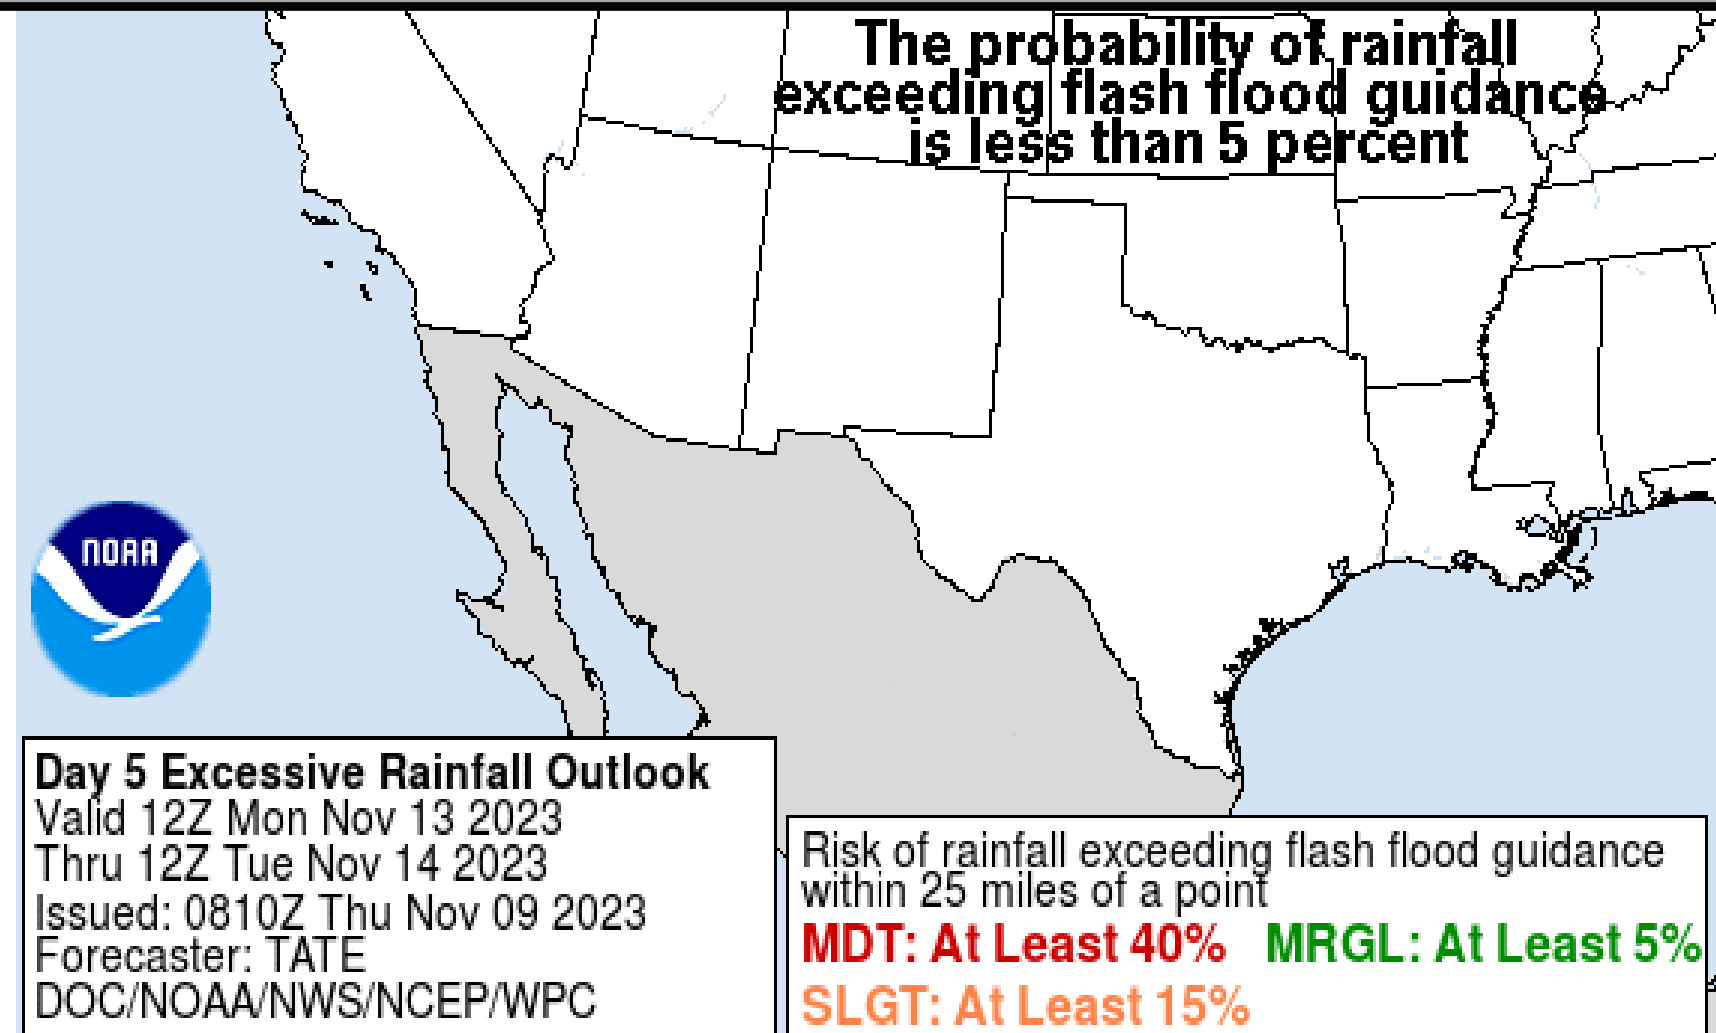 The probability of rainfall
exceeding flash flood guidance
is less than 5 percent
NOAA
Day 5 Excessive Rainfall Outlook
Valid 12Z Mon Nov 13 2023
Thru 12Z Tue Nov 14 2023
Issued: 0810Z Thu Nov 09 2023
Forecaster: TATE
DOC/NOAA/NWS/NCEP/WPC
Risk of rainfall exceeding flash flood guidance
within 25 miles of a point
MDT: At Least 40% MRGL: At Least 5%
SLGT: At Least 15%